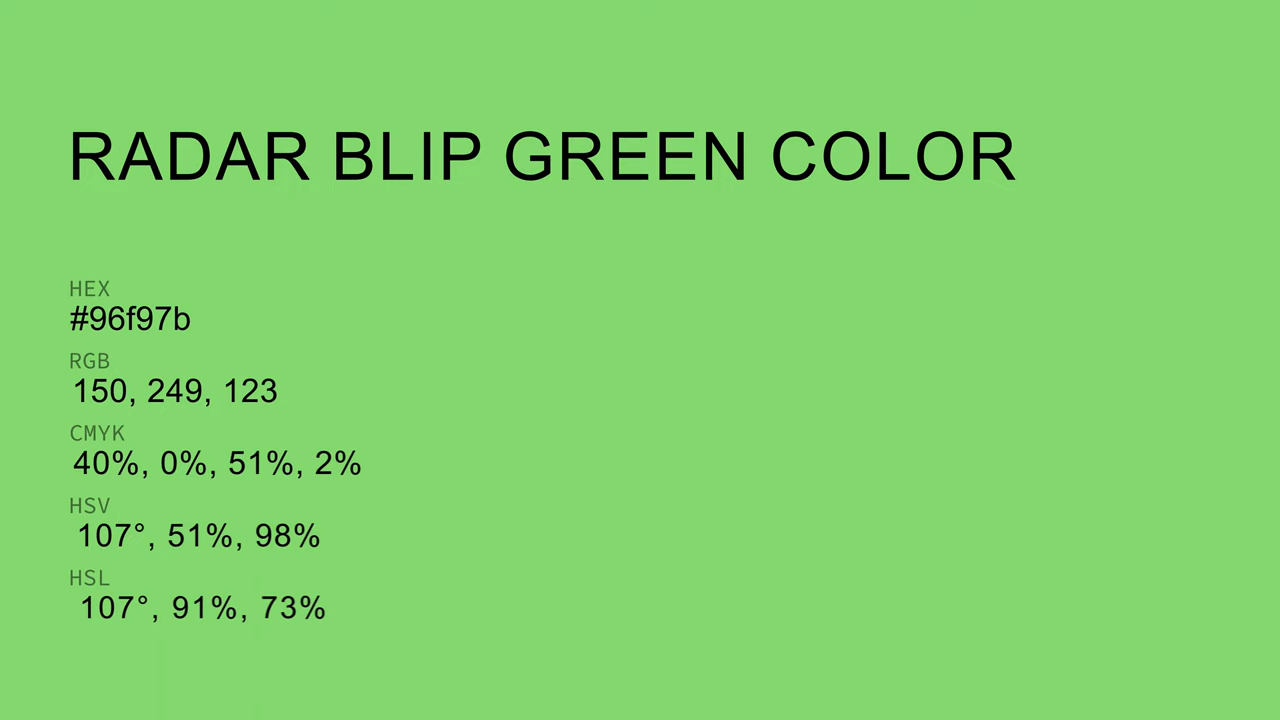 RADAR BLIP GREEN COLOR
HEX
#96f97b
RGB
150, 249, 123
CMYK
40%, 0%, 51%, 2%
HSV
107°, 51%, 98%
HSL
107°, 91%, 73%